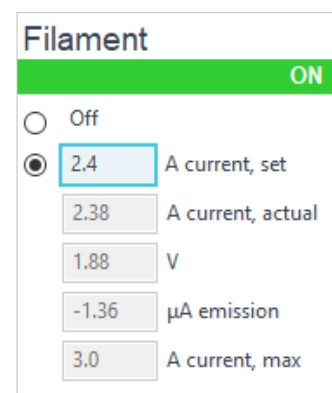 Filament
ON
Off
2.4 A current, set
2.38 A current, actual
1.88 V
-1.36 µA emission
3.0 A current, max